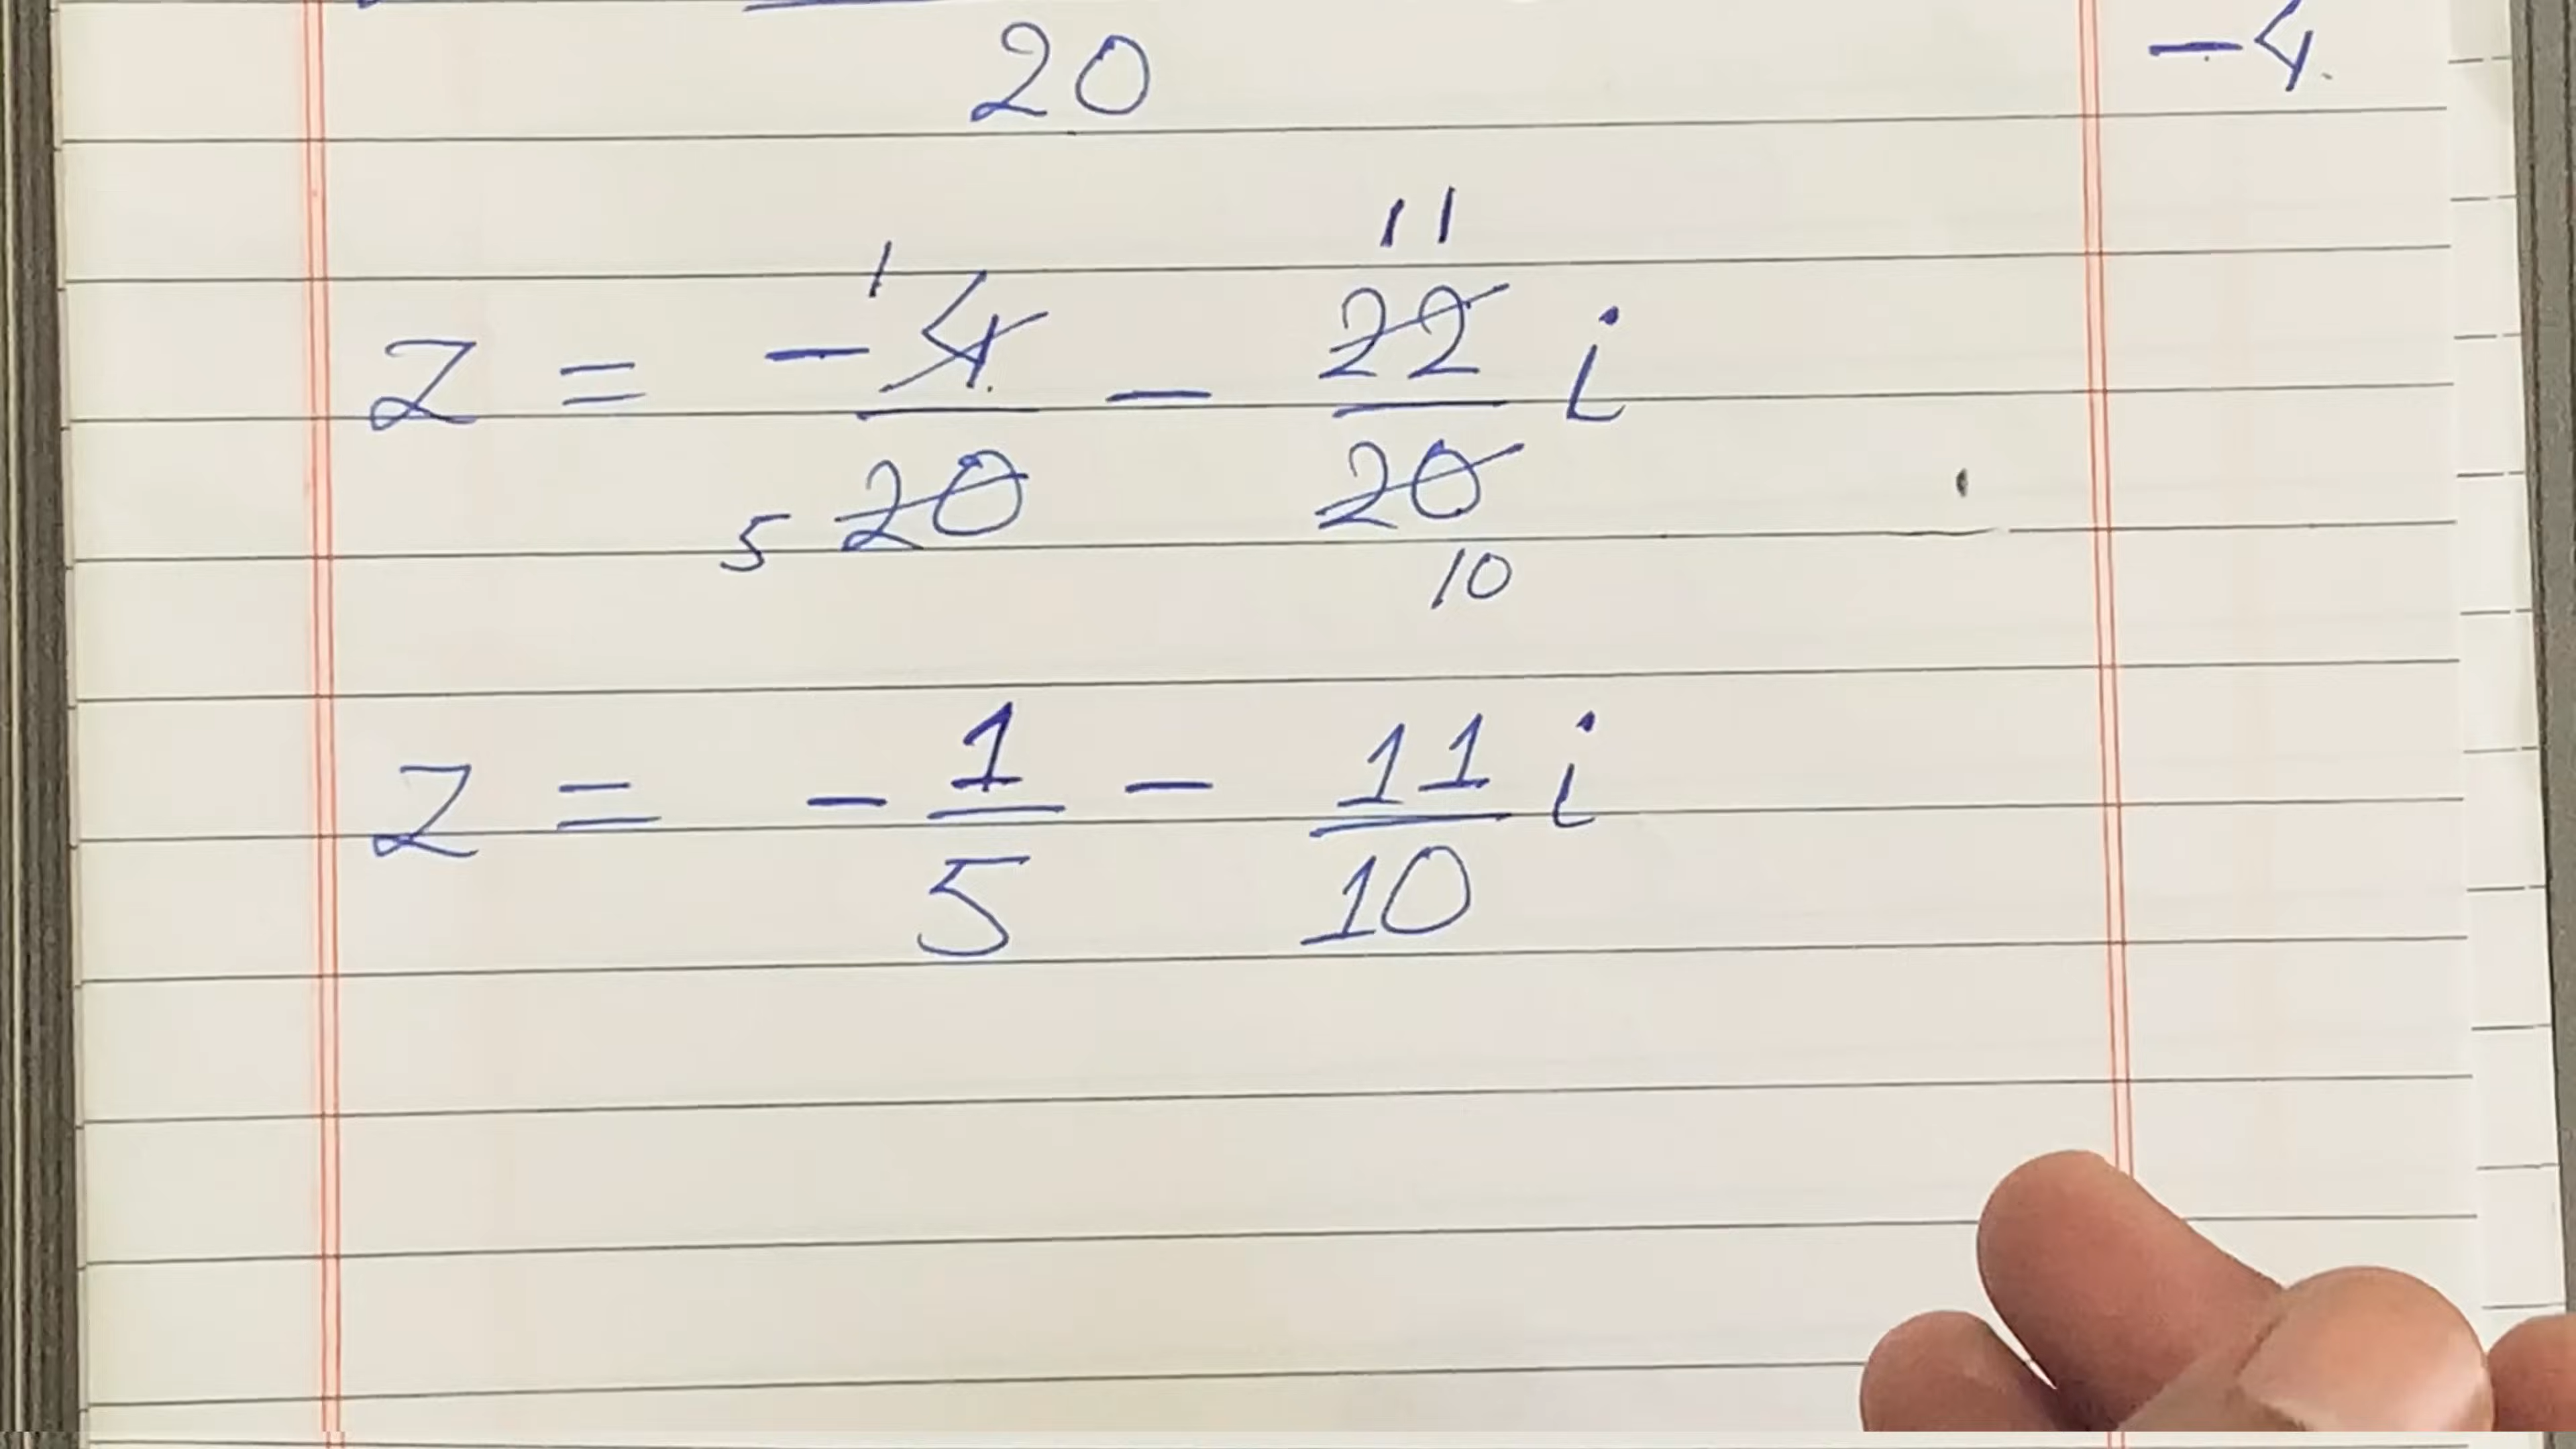 20 -4
z = -4/20 - 22/20 i
1 11
5 10
z = - 1/5 - 11/10 i